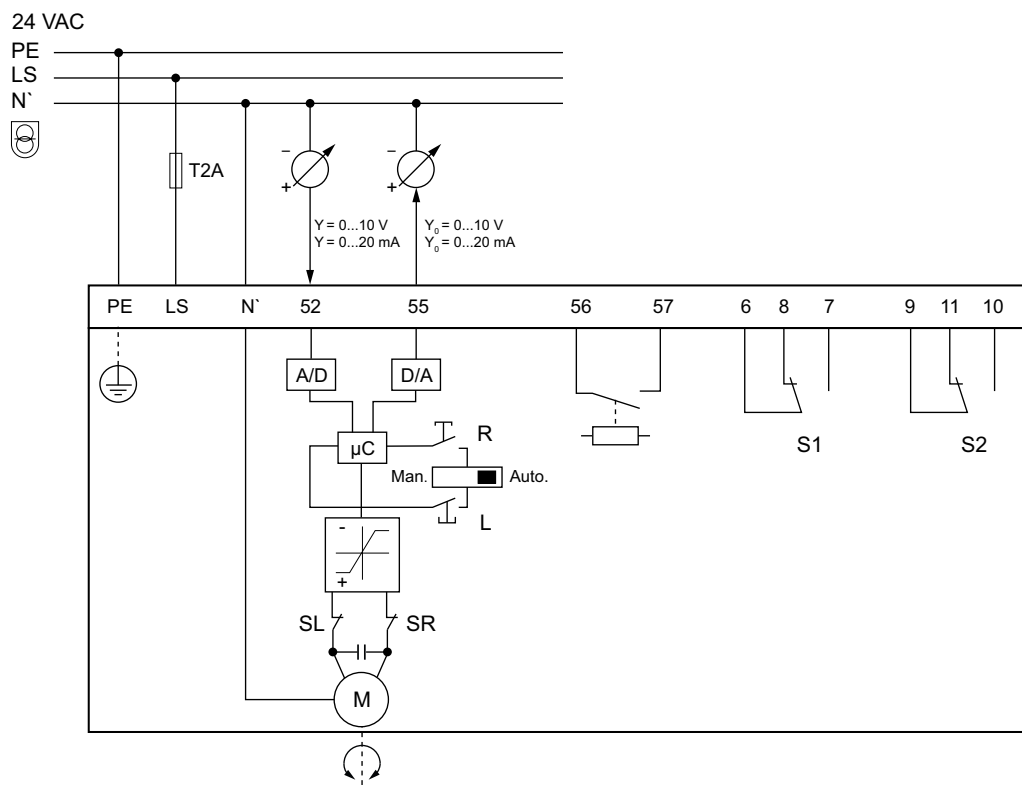 24 VAC
PE
LS
N`
T2A
–
+
–
+
Y = 0...10 V
Y = 0...20 mA
Y₀ = 0...10 V
Y₀ = 0...20 mA
PE LS N` 52 55 56 57 6 8 7 9 11 10
A/D
D/A
µC
R
Man.
Auto.
L
S1
S2
-
+
SL
SR
M